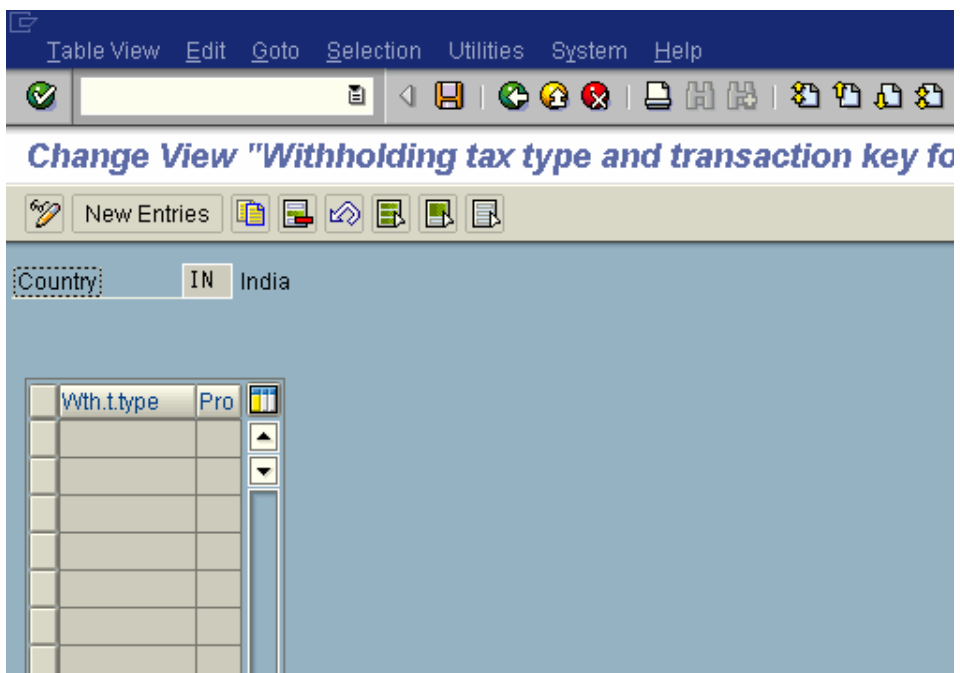 Table View Edit Goto Selection Utilities System Help
Change View "Withholding tax type and transaction key fo
New Entries
Country IN India
Wth.t.type Pro